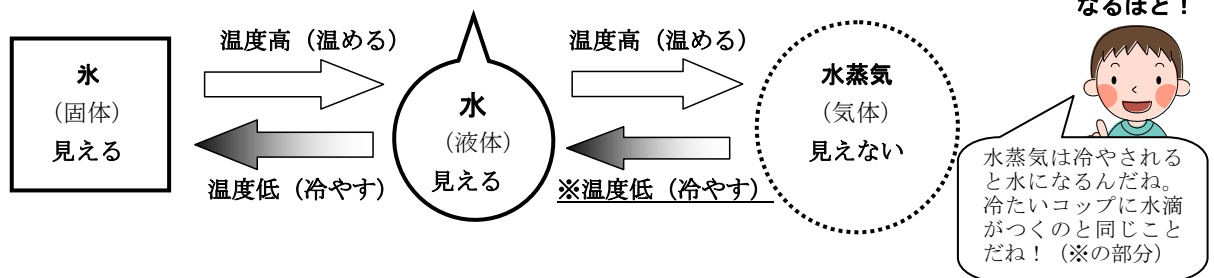 なるほど！
温度高（温める）
温度高（温める）
氷
（固体）
見える
水
（液体）
見える
水蒸気
（気体）
見えない
温度低（冷やす）
※温度低（冷やす）
水蒸気は冷やされる
と水になるんだね。
冷たいコップに水滴
がつくのと同じこと
だね！（※の部分）